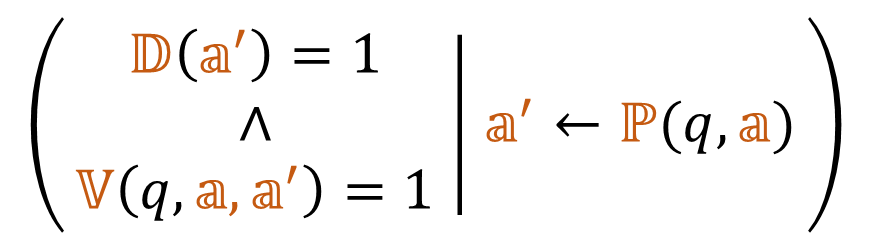 𝔻(𝕒′) = 1
∧
𝕍(q, 𝕒, 𝕒′) = 1
𝕒′ ← ℙ(q, 𝕒)